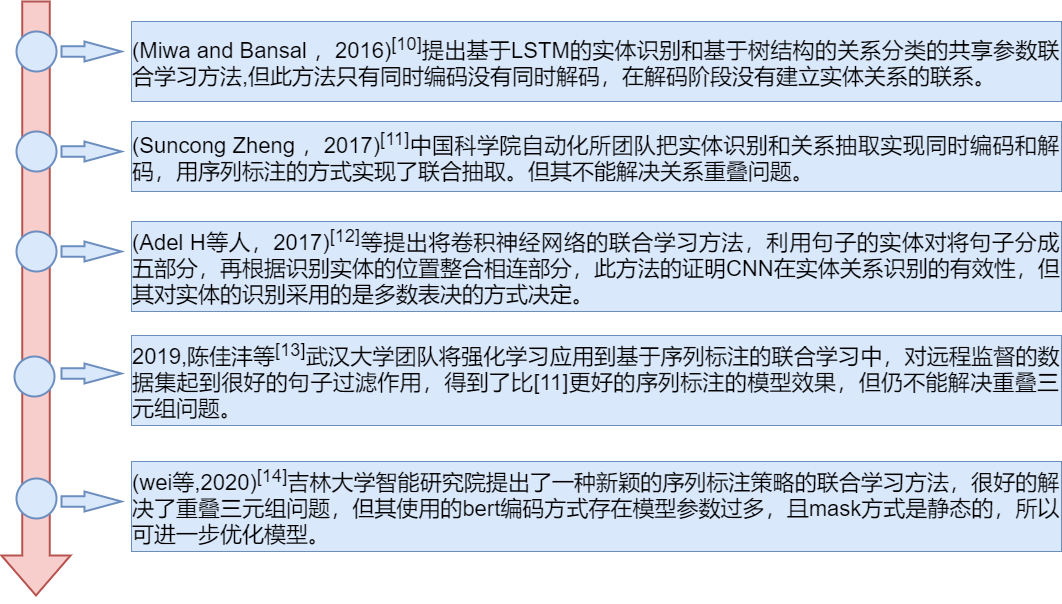 (Miwa and Bansal ，2016)[10]提出基于LSTM的实体识别和基于树结构的关系分类的共享参数联
合学习方法,但此方法只有同时编码没有同时解码，在解码阶段没有建立实体关系的联系。
(Suncong Zheng ，2017)[11]中国科学院自动化所团队把实体识别和关系抽取实现同时编码和解
码，用序列标注的方式实现了联合抽取。但其不能解决关系重叠问题。
(Adel H等人，2017)[12]等提出将卷积神经网络的联合学习方法，利用句子的实体对将句子分成
五部分，再根据识别实体的位置整合相连部分，此方法的证明CNN在实体关系识别的有效性，但
其对实体的识别采用的是多数表决的方式决定。
2019,陈佳沣等[13]武汉大学团队将强化学习应用到基于序列标注的联合学习中，对远程监督的数
据集起到很好的句子过滤作用，得到了比[11]更好的序列标注的模型效果，但仍不能解决重叠三
元组问题。
(wei等,2020)[14]吉林大学智能研究院提出了一种新颖的序列标注策略的联合学习方法，很好的解
决了重叠三元组问题，但其使用的bert编码方式存在模型参数过多，且mask方式是静态的，所以
可进一步优化模型。